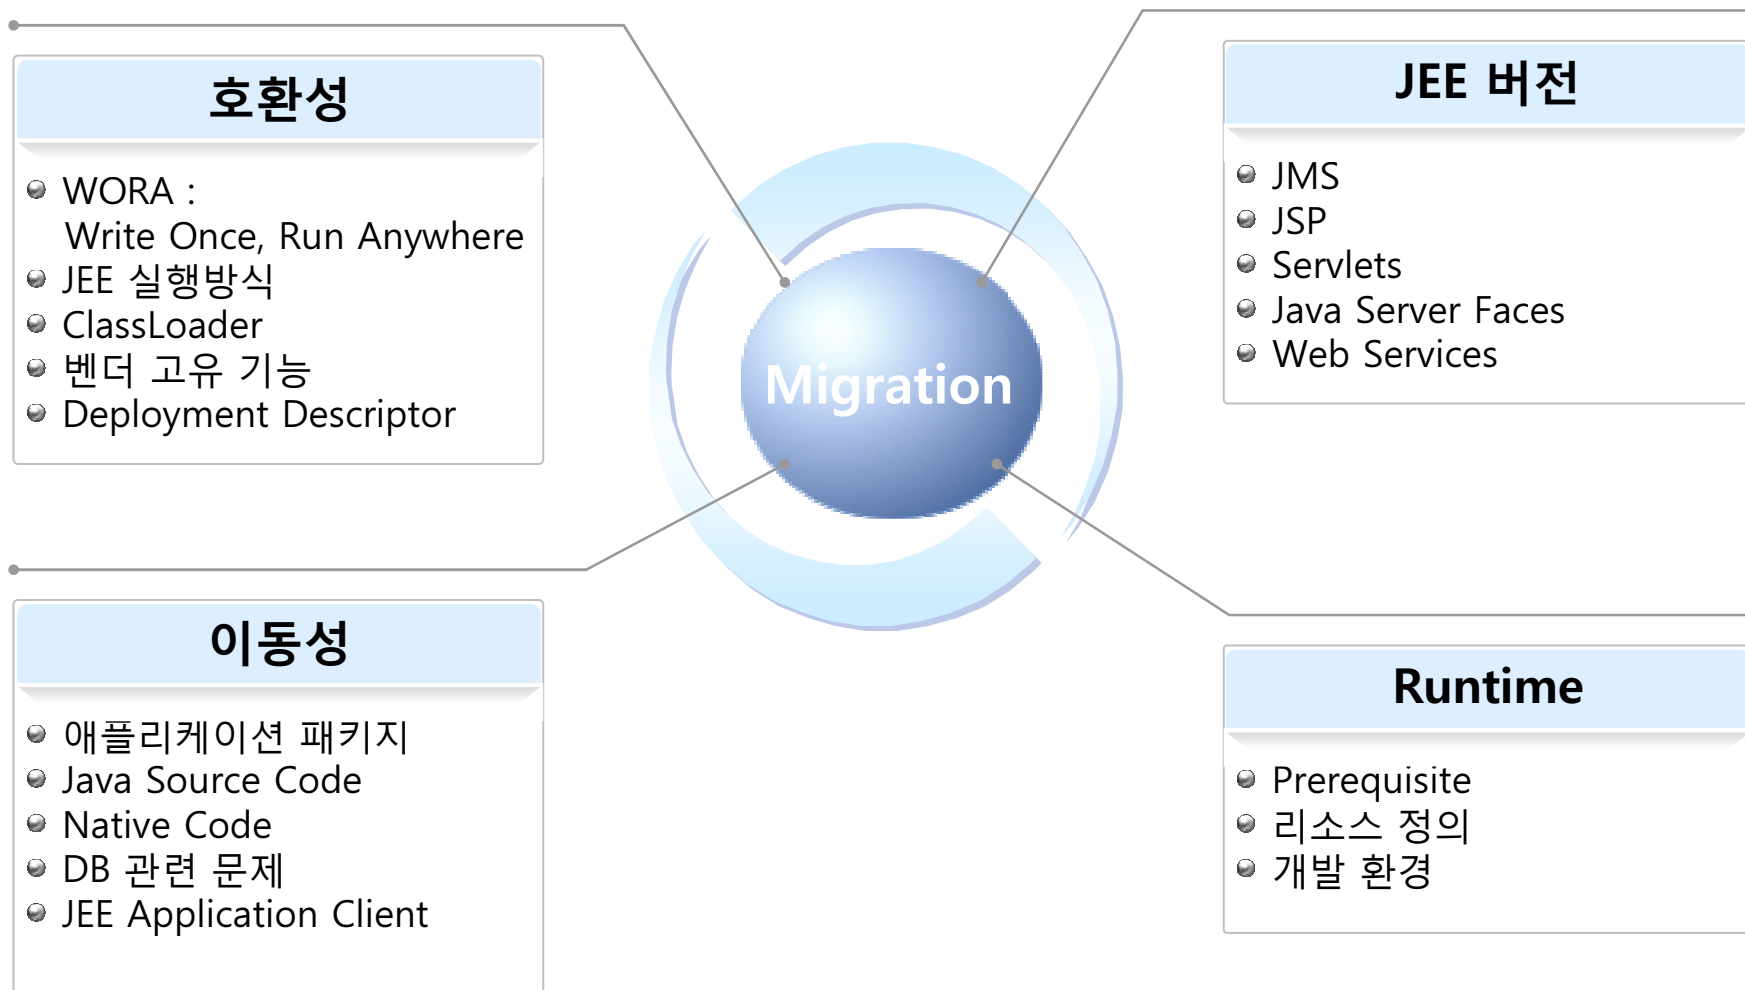 호환성
WORA :
Write Once, Run Anywhere
JEE 실행방식
ClassLoader
벤더 고유 기능
Deployment Descriptor
JEE 버전
JMS
JSP
Servlets
Java Server Faces
Web Services
Migration
이동성
애플리케이션 패키지
Java Source Code
Native Code
DB 관련 문제
JEE Application Client
Runtime
Prerequisite
리소스 정의
개발 환경